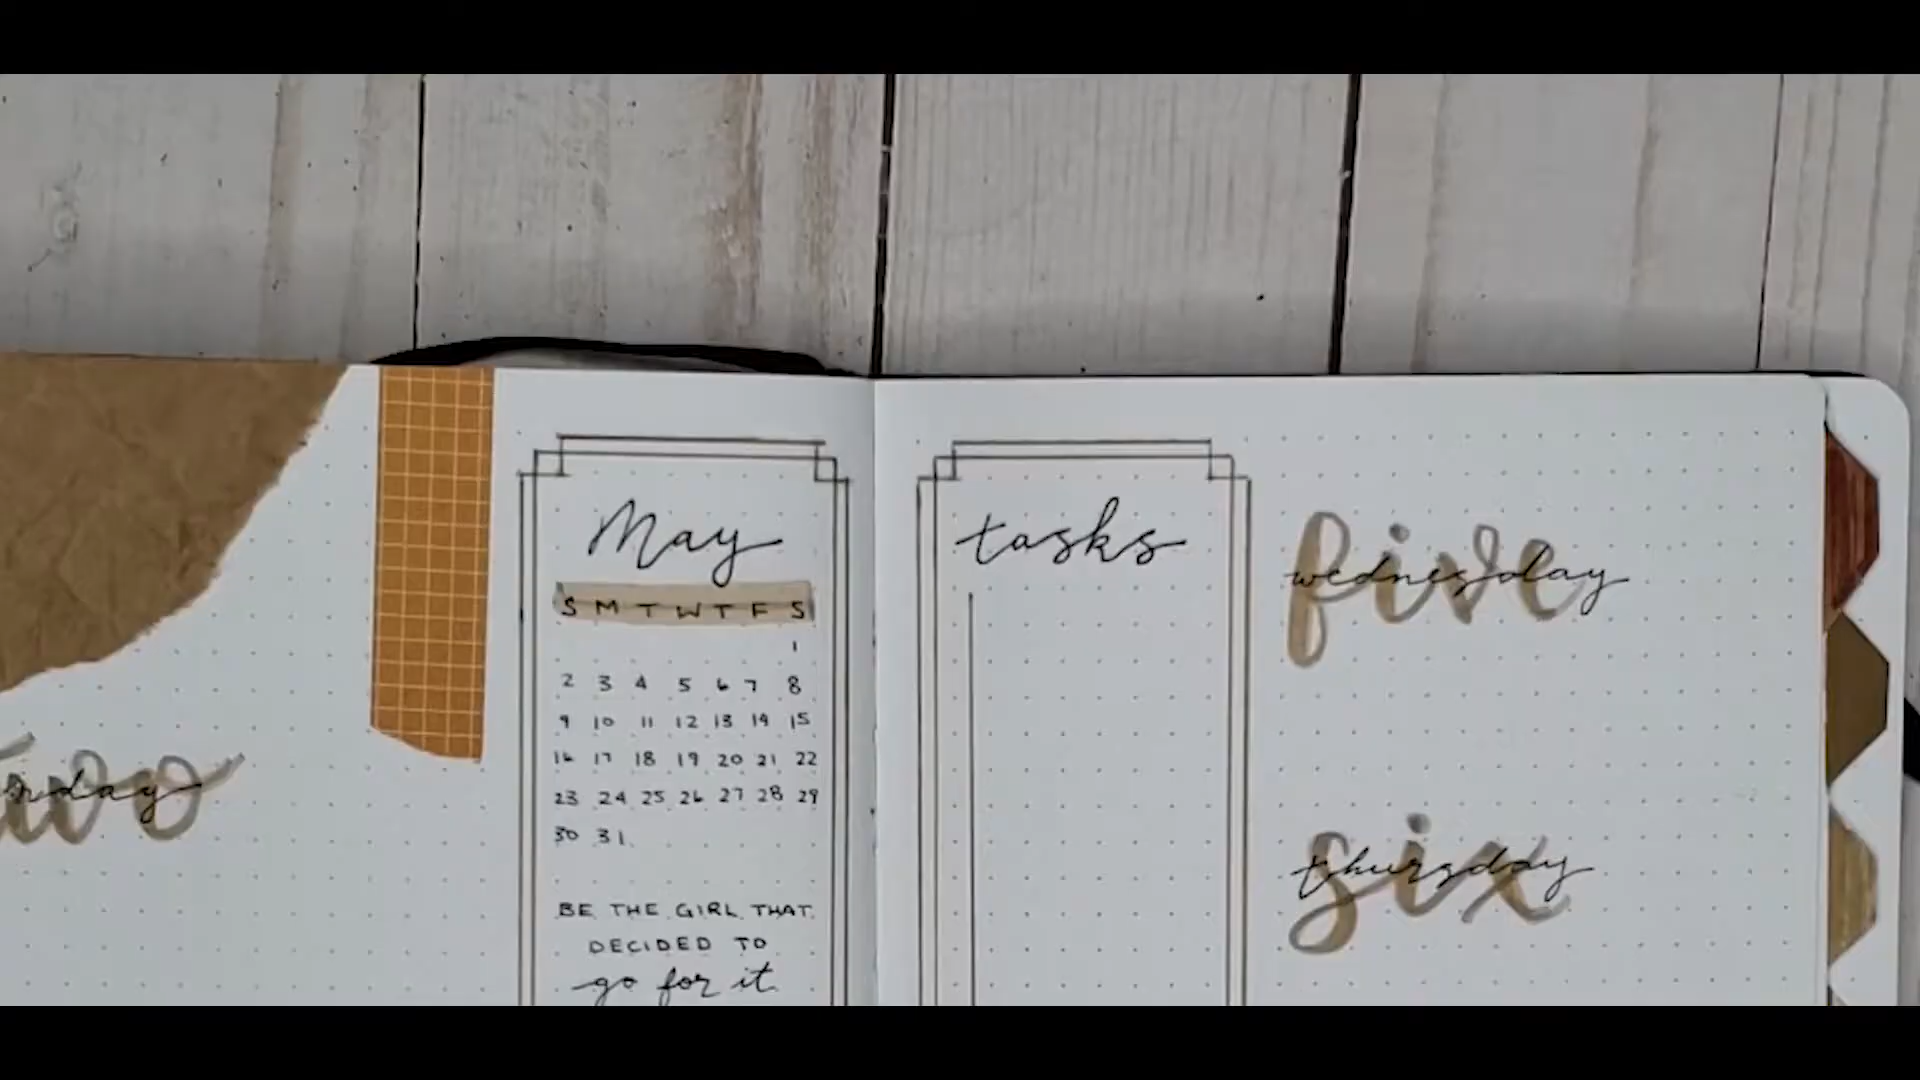 two
May
S M T W T F S
1
2 3 4 5 6 7 8
9 10 11 12 13 14 15
16 17 18 19 20 21 22
23 24 25 26 27 28 29
30 31
BE THE GIRL THAT
DECIDED TO
go for it
tasks
five
wednesday
six
thursday